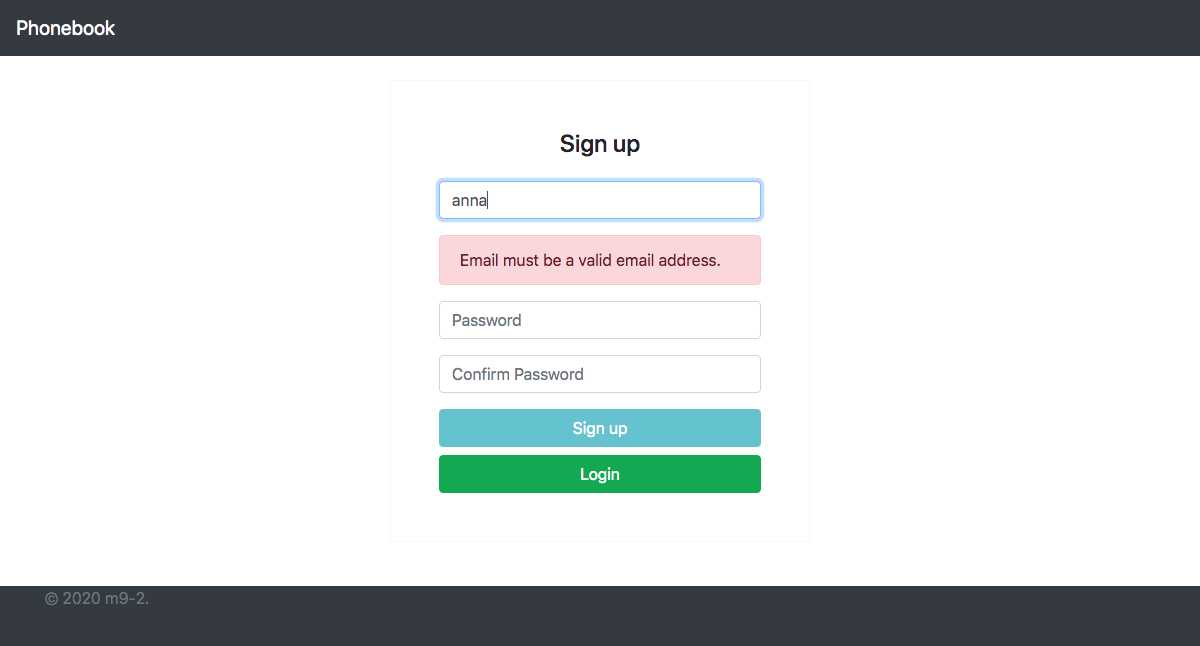 Phonebook
Sign up
anna
Email must be a valid email address.
Password
Confirm Password
Sign up
Login
© 2020 m9-2.